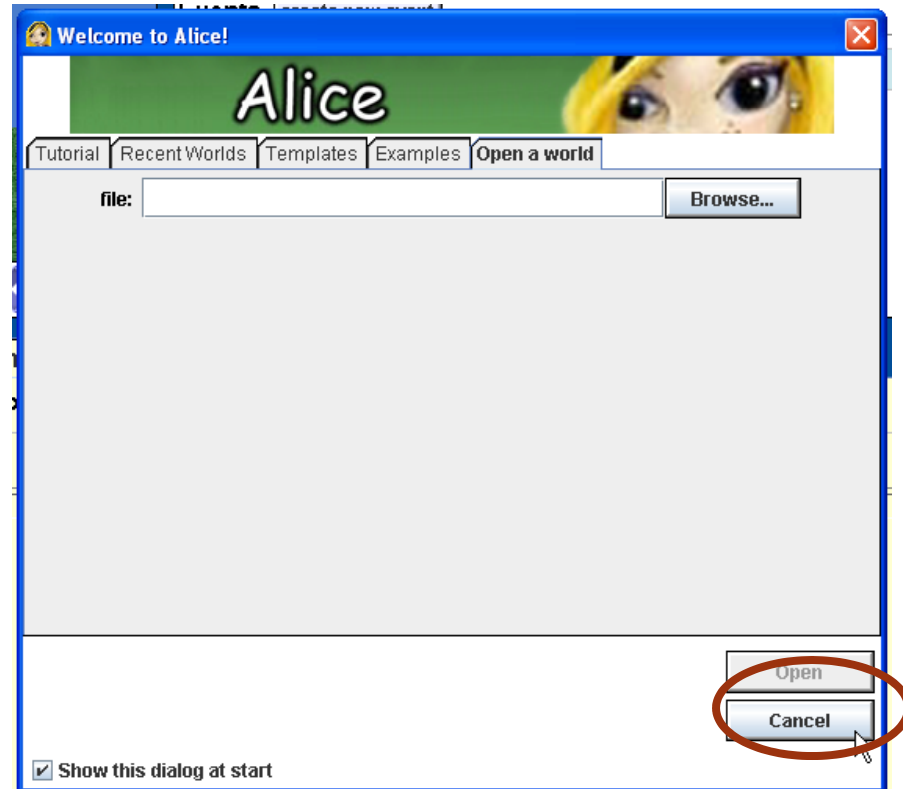 Welcome to Alice!
Alice
Tutorial Recent Worlds Templates Examples Open a world
file: Browse...
Open
Cancel
Show this dialog at start